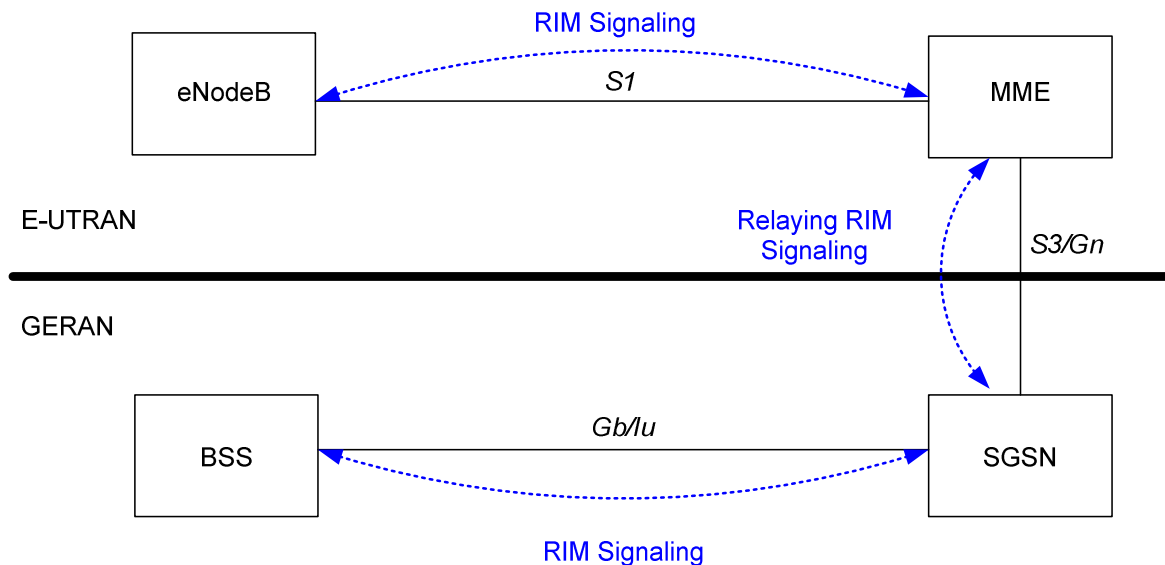 RIM Signaling
eNodeB
S1
MME
E-UTRAN
Relaying RIM
Signaling
S3/Gn
GERAN
BSS
Gb/Iu
SGSN
RIM Signaling